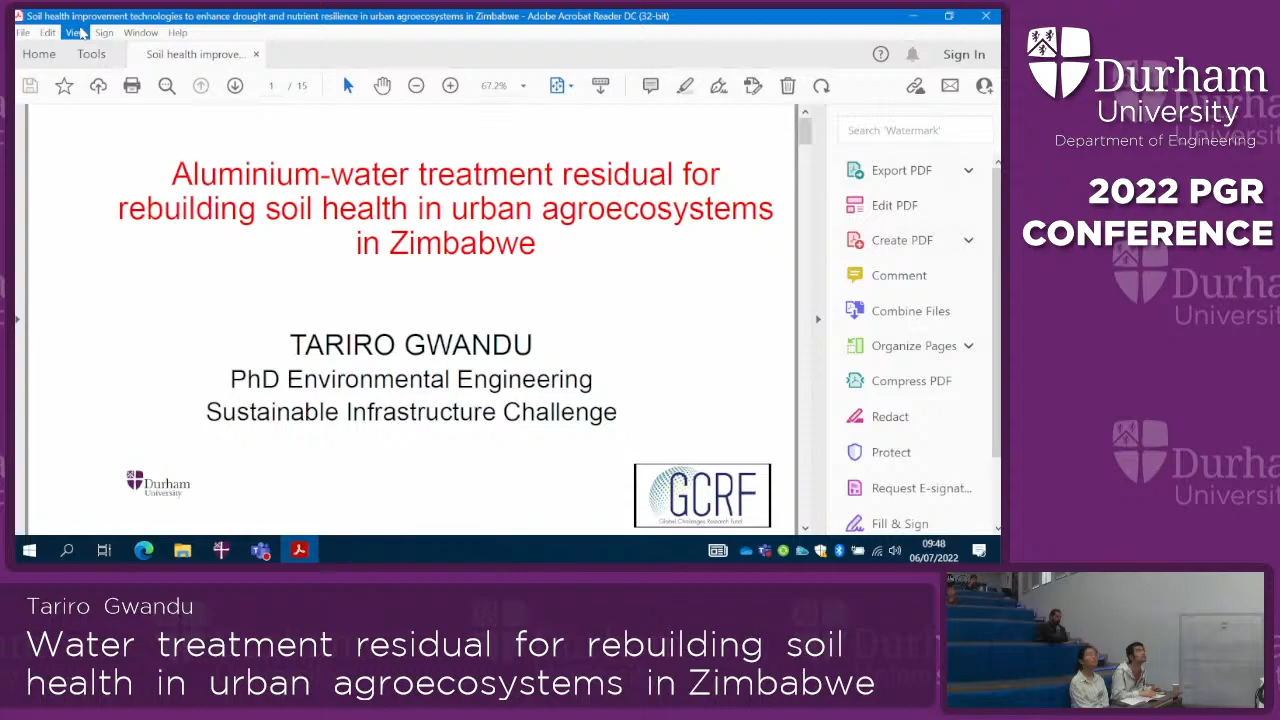 Soil health improvement technologies to enhance drought and nutrient resilience in urban agroecosystems in Zimbabwe - Adobe Acrobat Reader DC (32-bit)
File Edit View Sign Window Help
Home Tools Soil health improve... × Sign In
1 / 15 67.2%
Search 'Watermark'
Export PDF
Edit PDF
Create PDF
Comment
Combine Files
Organize Pages
Compress PDF
Redact
Protect
Request E-signat...
Fill & Sign
Aluminium-water treatment residual for
rebuilding soil health in urban agroecosystems
in Zimbabwe
TARIRO GWANDU
PhD Environmental Engineering
Sustainable Infrastructure Challenge
Durham
University
GCRF
Global Challenges Research Fund
09:48
06/07/2022
Durham
University
Department of Engineering
2022 PGR
CONFERENCE
Durham
University
Durham
University
Tariro Gwandu
Water treatment residual for rebuilding soil
health in urban agroecosystems in Zimbabwe